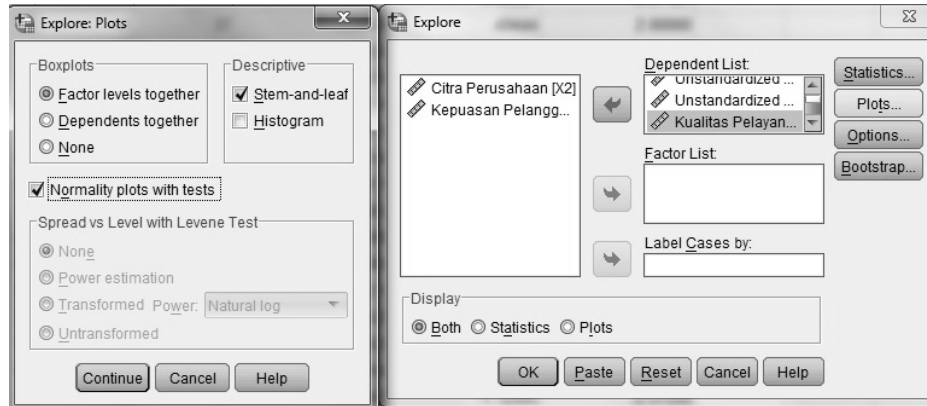 Explore: Plots
Boxplots
Factor levels together
Dependents together
None
Descriptive
Stem-and-leaf
Histogram
Normality plots with tests
Spread vs Level with Levene Test
None
Power estimation
Transformed Power: Natural log
Untransformed
Continue Cancel Help
Explore
Citra Perusahaan [X2]
Kepuasan Pelangg...
Dependent List:
Unstandardized ...
Unstandardized ...
Kualitas Pelayan...
Factor List:
Label Cases by:
Statistics...
Plots...
Options...
Bootstrap...
Display
Both Statistics Plots
OK Paste Reset Cancel Help